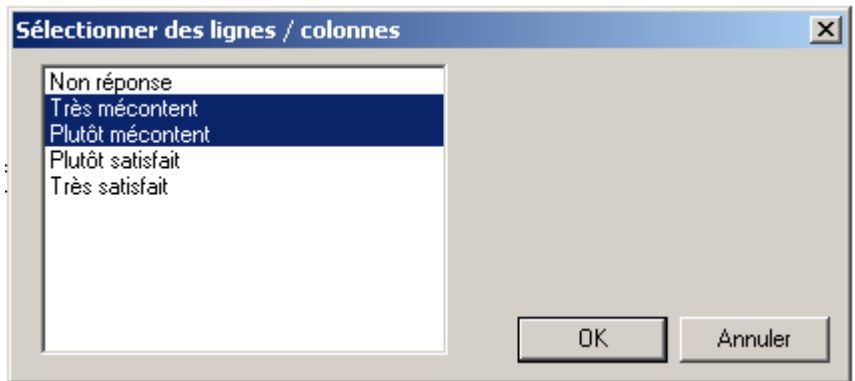 Sélectionner des lignes / colonnes
Non réponse
Très mécontent
Plutôt mécontent
Plutôt satisfait
Très satisfait
OK
Annuler